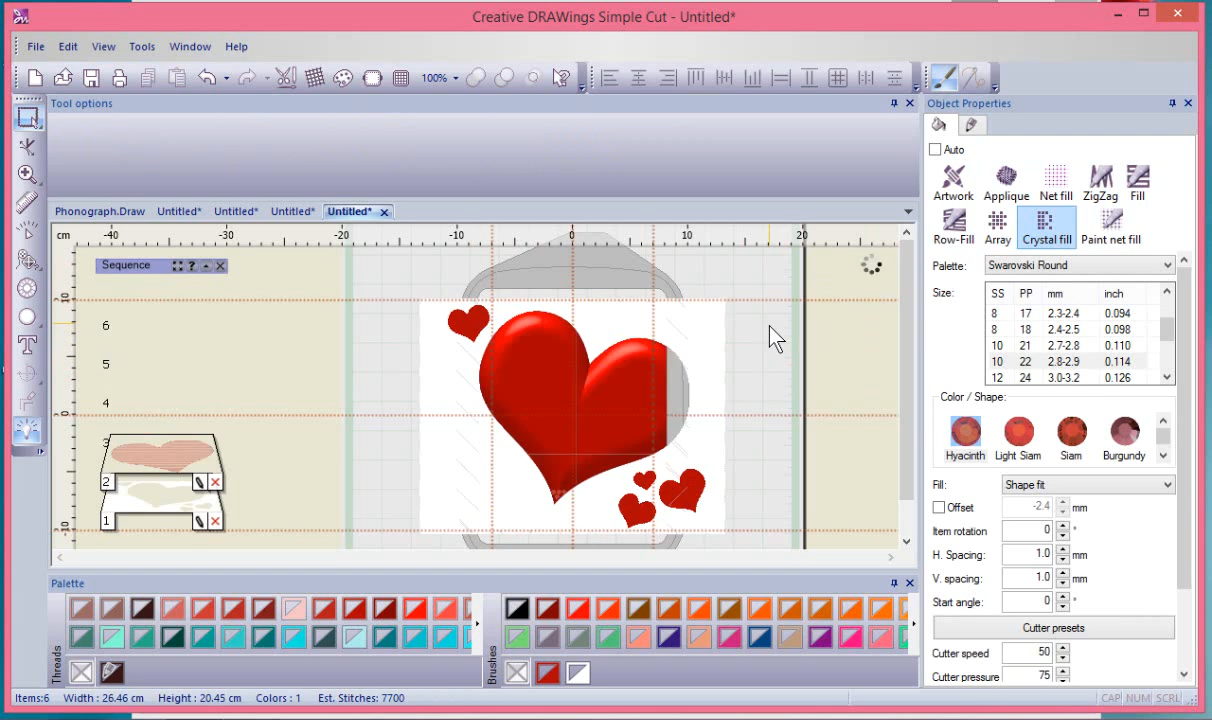 Creative DRAWings Simple Cut - Untitled*
File Edit View Tools Window Help
100%
Tool options
Phonograph.Draw Untitled* Untitled* Untitled* Untitled*
cm -40 -30 -20 -10 0 10 20
Sequence
10
6
5
4
0
3
2
1
-10
Palette
Threads
Brushes
Object Properties
Auto
Artwork Applique Net fill ZigZag Fill
Row-Fill Array Crystal fill Paint net fill
Palette: Swarovski Round
Size:
SS PP mm inch
8 17 2.3-2.4 0.094
8 18 2.4-2.5 0.098
10 21 2.7-2.8 0.110
10 22 2.8-2.9 0.114
12 24 3.0-3.2 0.126
Color / Shape:
Hyacinth Light Siam Siam Burgundy
Fill: Shape fit
Offset -2.4 mm
Item rotation 0 °
H. Spacing: 1.0 mm
V. spacing: 1.0 mm
Start angle: 0 °
Cutter presets
Cutter speed 50
Cutter pressure 75
Items:6 Width : 26.46 cm Height : 20.45 cm Colors : 1 Est. Stitches: 7700
CAP NUM SCRL